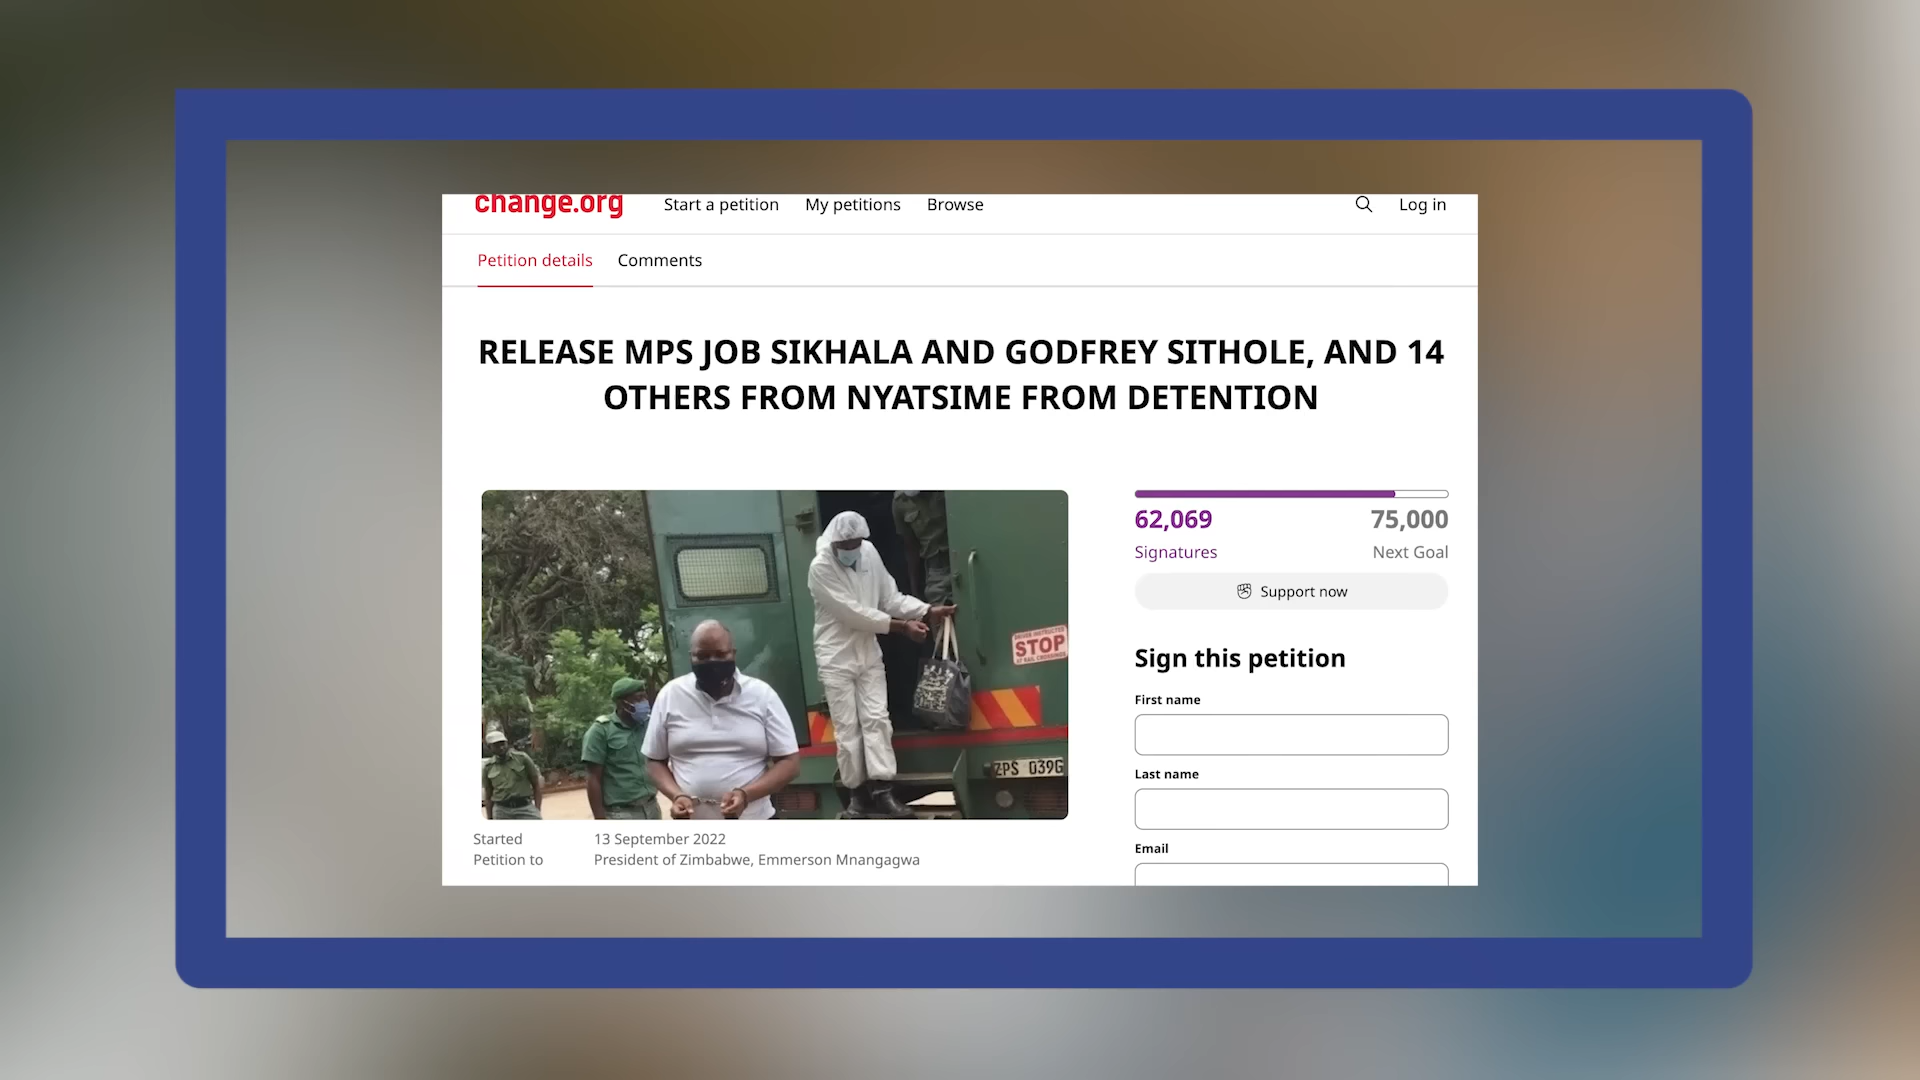 change.org
Start a petition
My petitions
Browse
Log in
Petition details
Comments
RELEASE MPS JOB SIKHALA AND GODFREY SITHOLE, AND 14
OTHERS FROM NYATSIME FROM DETENTION
62,069
75,000
Signatures
Next Goal
Support now
Sign this petition
First name
Last name
Email
STOP
ZPS 039G
Started
13 September 2022
Petition to
President of Zimbabwe, Emmerson Mnangagwa